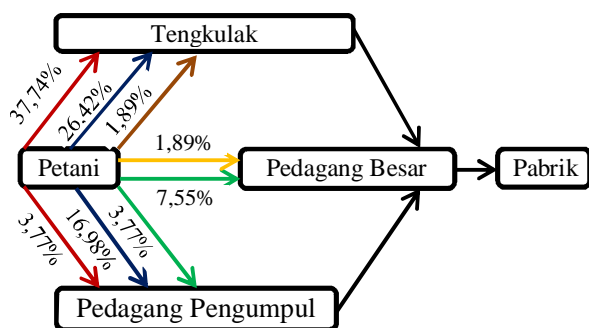 Tengkulak
37,74%
26,42%
1,89%
1,89%
Petani
Pedagang Besar
Pabrik
7,55%
3,77%
16,98%
3,77%
Pedagang Pengumpul